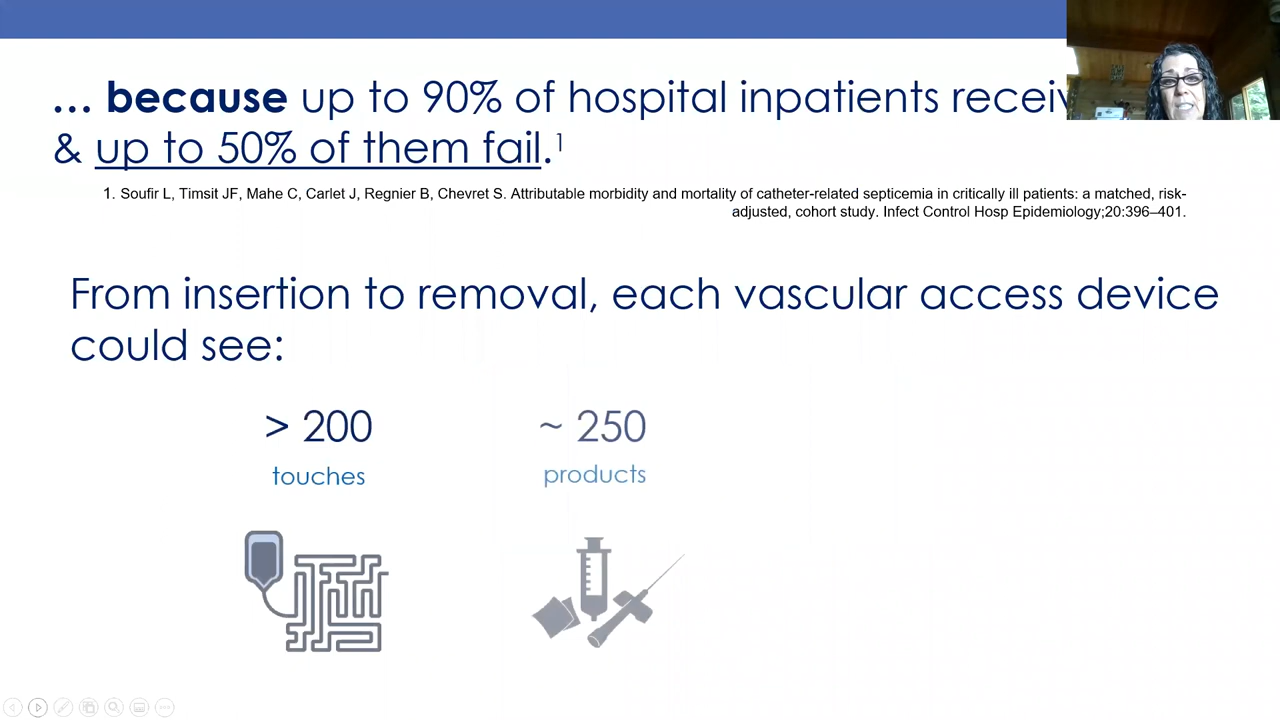 ... because up to 90% of hospital inpatients
& up to 50% of them fail.1
1. Soufir L, Timsit JF, Mahe C, Carlet J, Regnier B, Chevret S. Attributable morbidity and mortality of catheter-related septicemia in critically ill patients: a matched, risk-
adjusted, cohort study. Infect Control Hosp Epidemiology;20:396–401.
From insertion to removal, each vascular access device
could see:
> 200
touches
~ 250
products